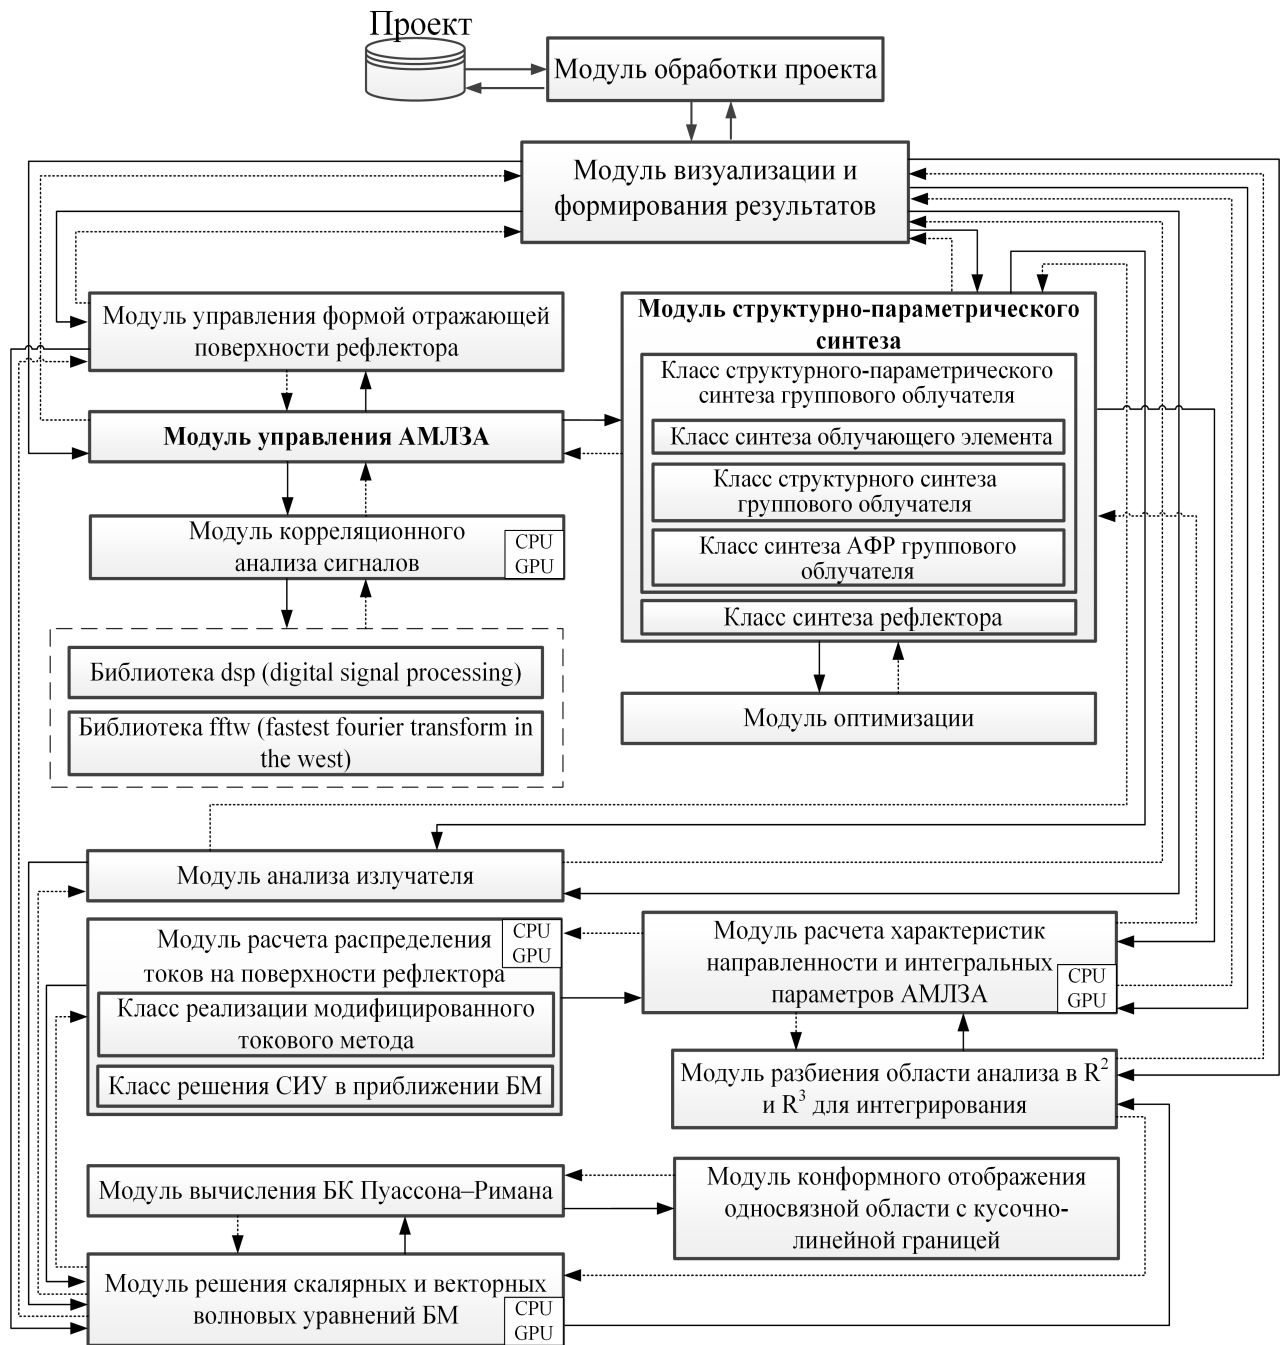 Проект
Модуль обработки проекта
Модуль визуализации и
формирования результатов
Модуль управления формой отражающей
поверхности рефлектора
Модуль управления АМЛЗА
Модуль корреляционного
анализа сигналов
CPU
GPU
Библиотека dsp (digital signal processing)
Библиотека fftw (fastest fourier transform in
the west)
Модуль структурно-параметрического
синтеза
Класс структурного-параметрического
синтеза группового облучателя
Класс синтеза облучающего элемента
Класс структурного синтеза
группового облучателя
Класс синтеза АФР группового
облучателя
Класс синтеза рефлектора
Модуль оптимизации
Модуль анализа излучателя
Модуль расчета распределения
токов на поверхности рефлектора
CPU
GPU
Класс реализации модифицированного
токового метода
Класс решения СИУ в приближении БМ
Модуль расчета характеристик
направленности и интегральных
параметров АМЛЗА
CPU
GPU
Модуль разбиения области анализа в R²
и R³ для интегрирования
Модуль вычисления БК Пуассона–Римана
Модуль конформного отображения
односвязной области с кусочно-
линейной границей
Модуль решения скалярных и векторных
волновых уравнений БМ
CPU
GPU